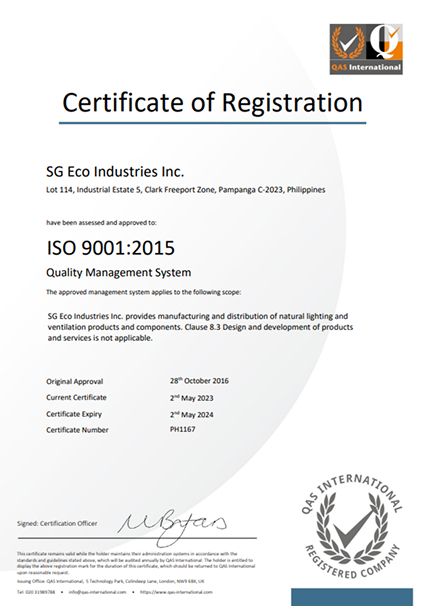 QAS International
Certificate of Registration
SG Eco Industries Inc.
Lot 114, Industrial Estate 5, Clark Freeport Zone, Pampanga C-2023, Philippines
have been assessed and approved to:
ISO 9001:2015
Quality Management System
The approved management system applies to the following scope:
SG Eco Industries Inc. provides manufacturing and distribution of natural lighting and
ventilation products and components. Clause 8.3 Design and development of products
and services is not applicable.
Original Approval 28th October 2016
Current Certificate 2nd May 2023
Certificate Expiry 2nd May 2024
Certificate Number PH1167
Signed: Certification Officer
QAS INTERNATIONAL
REGISTERED COMPANY
This certificate remains valid while the holder maintains their administration systems in accordance with the
standards and guidelines stated above, which will be audited annually by QAS International. The holder is entitled to
display the above registration mark for the duration of this certificate, which should be returned to QAS International
upon reasonable request.
Issuing Office: QAS International, 5 Technology Park, Colindeep Lane, London, NW9 6BX, UK
Tel: 020 31989788 • info@qas-international.com • https://www.qas-international.com